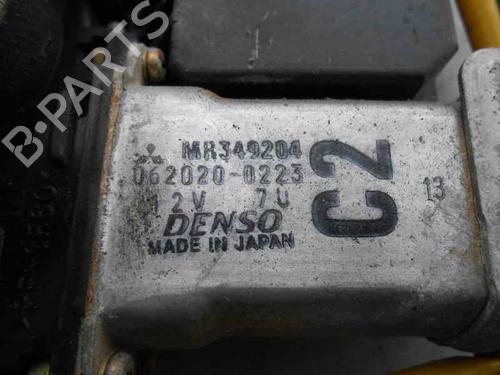 B-PARTS
MR349204
062020-0223
12V 7U
DENSO
MADE IN JAPAN
C2
13